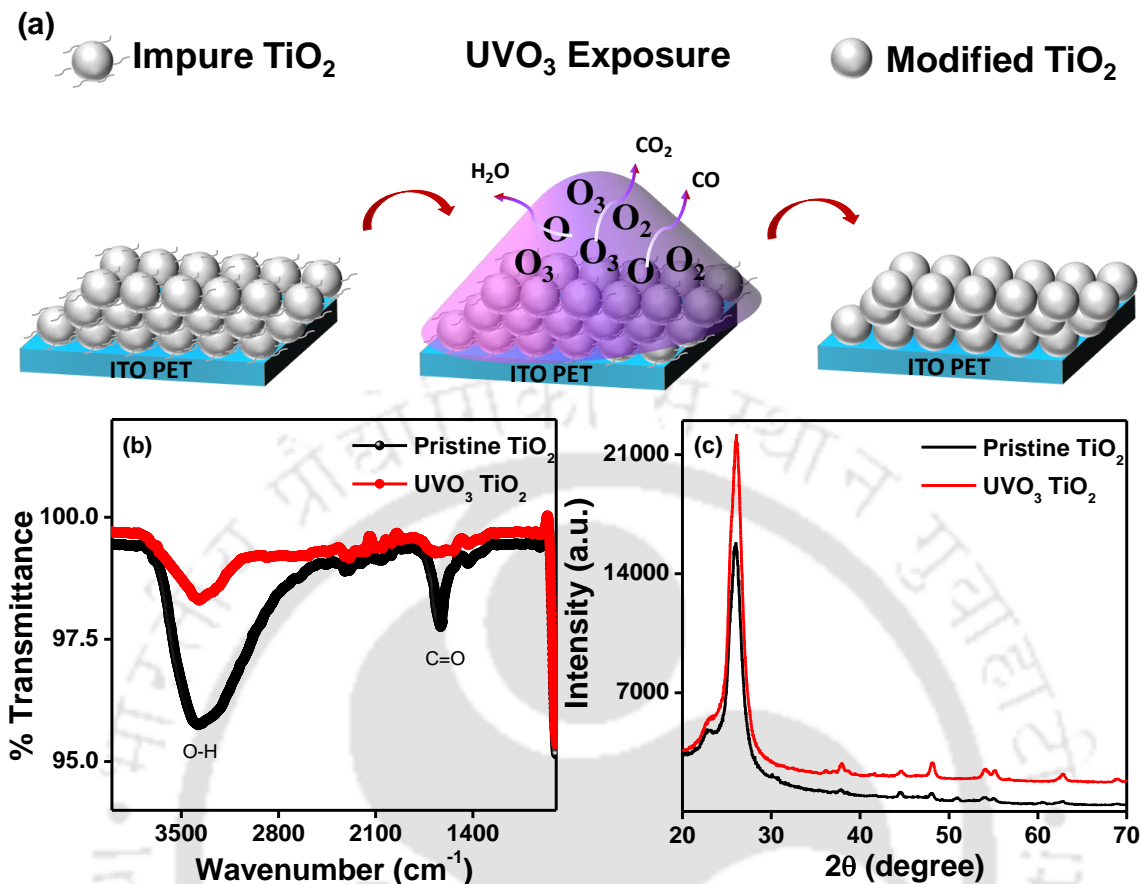 (a)
Impure TiO₂
UVO₃ Exposure
Modified TiO₂
H₂O
CO₂
CO
O₃
O₂
O
O₃
O₃
O
O₂
ITO PET
ITO PET
(b)
Pristine TiO₂
UVO₃ TiO₂
% Transmittance
100.0
97.5
95.0
O-H
C=O
3500
2800
2100
1400
Wavenumber (cm⁻¹)
(c)
Pristine TiO₂
UVO₃ TiO₂
Intensity (a.u.)
21000
14000
7000
20
30
40
50
60
70
2θ (degree)